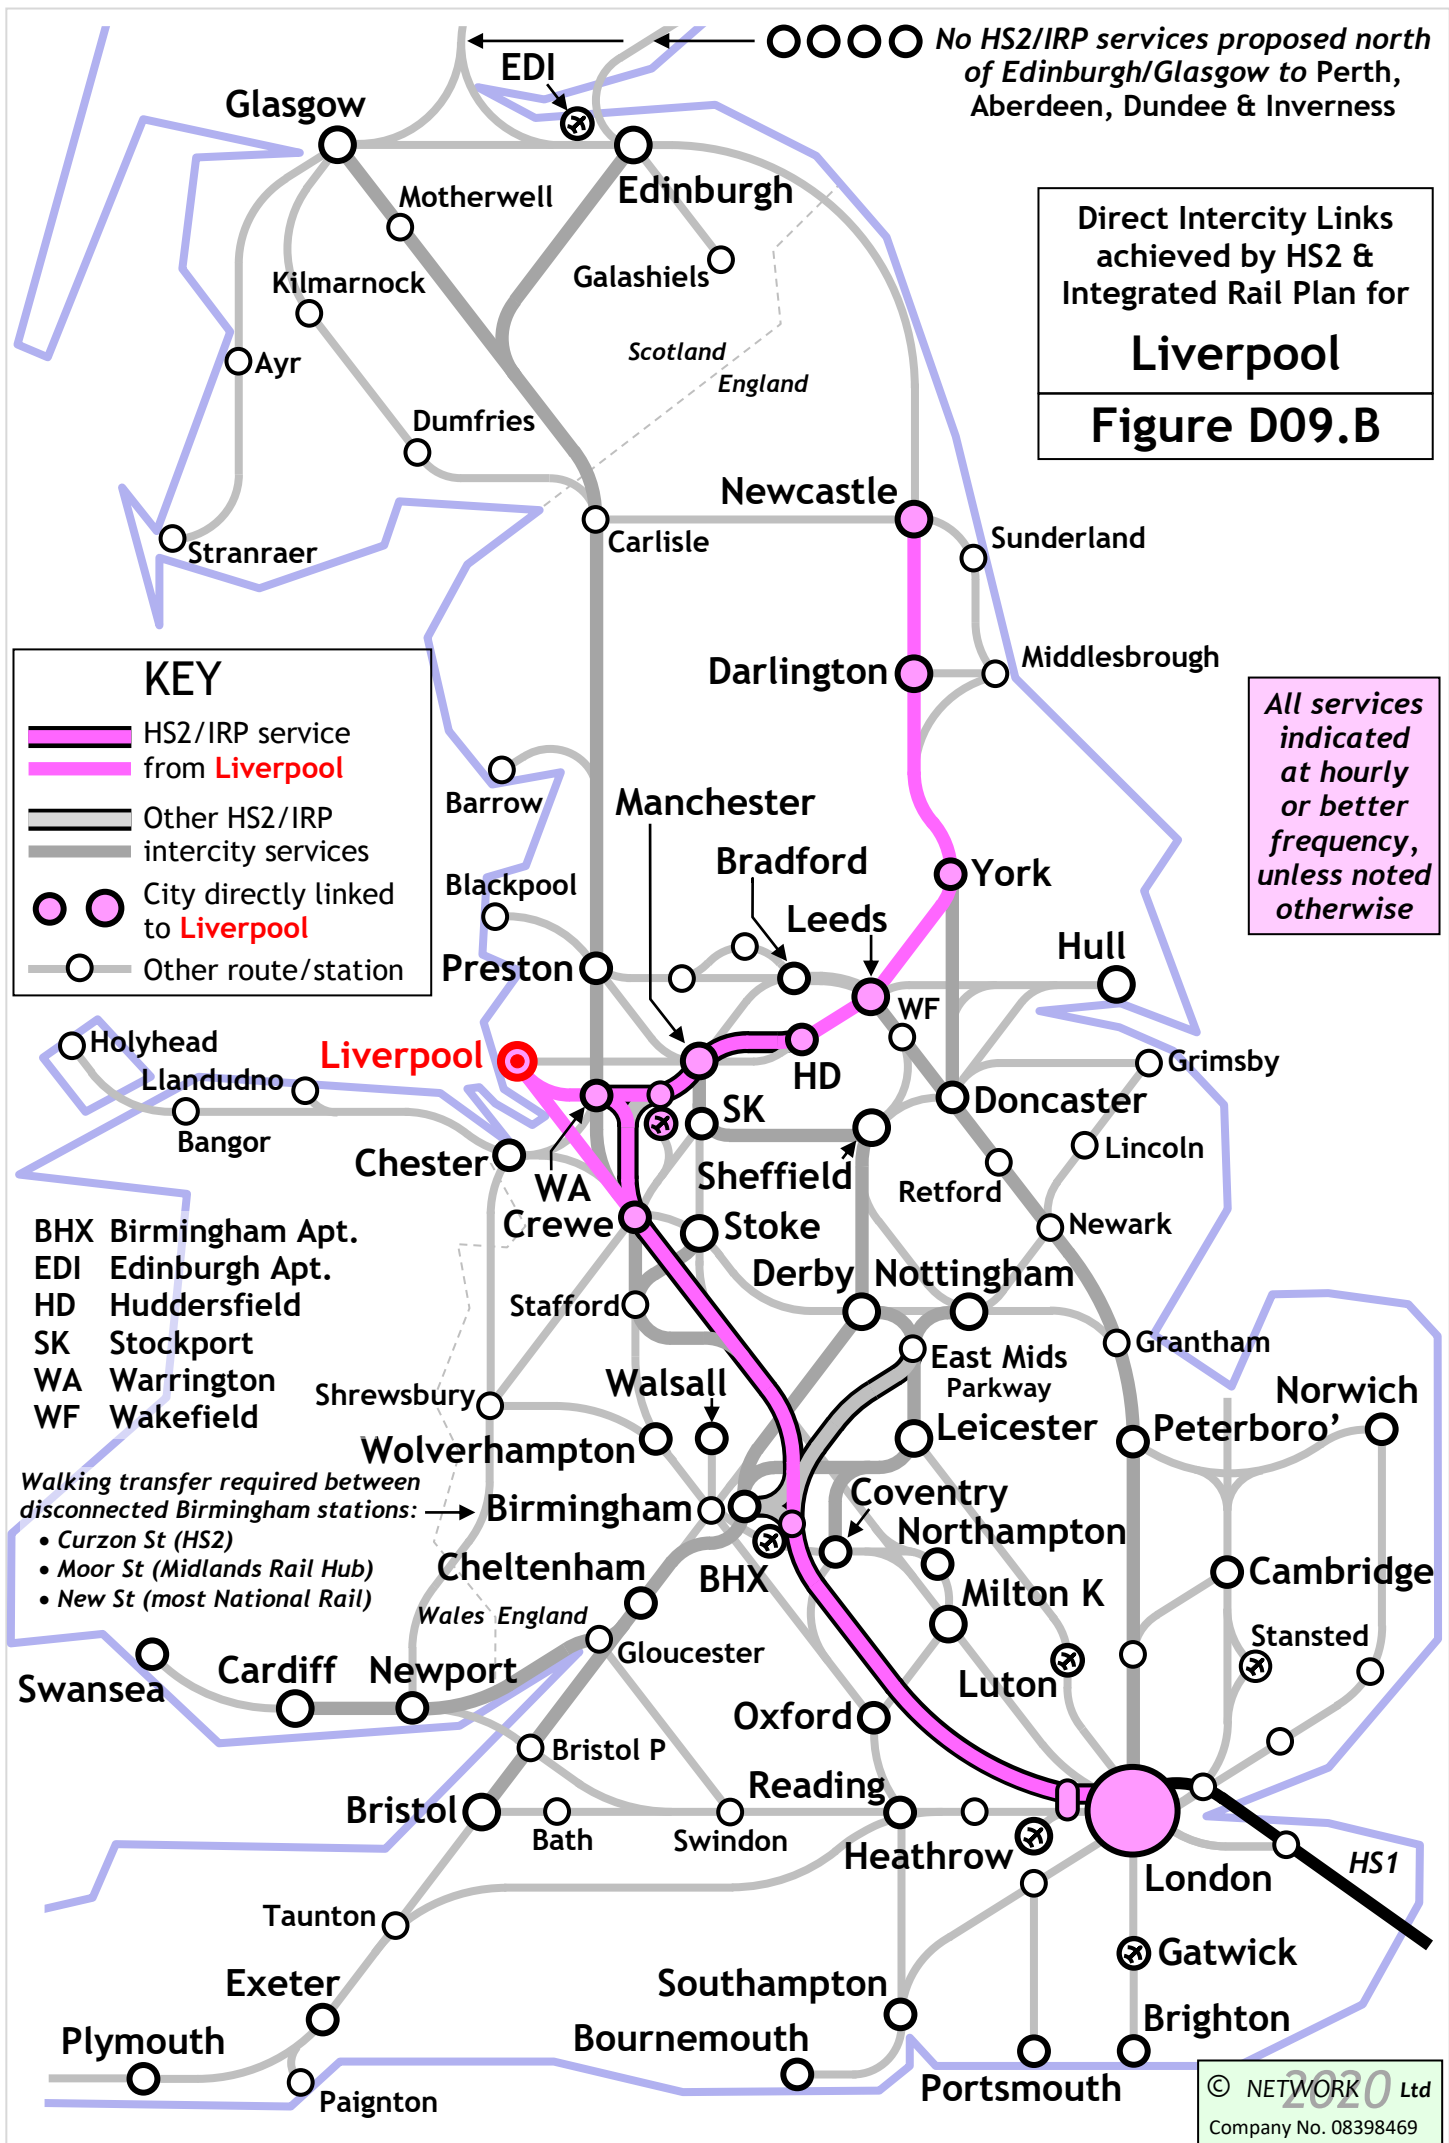 No HS2/IRP services proposed north
of Edinburgh/Glasgow to Perth,
Aberdeen, Dundee & Inverness
EDI
Glasgow
Edinburgh
Motherwell
Galashiels
Kilmarnock
Ayr
Dumfries
Stranraer
Scotland
England
Direct Intercity Links
achieved by HS2 &
Integrated Rail Plan for
Liverpool
Figure D09.B
Newcastle
Carlisle
Sunderland
Darlington
Middlesbrough
KEY
HS2/IRP service
from Liverpool
Other HS2/IRP
intercity services
City directly linked
to Liverpool
Other route/station
All services
indicated
at hourly
or better
frequency,
unless noted
otherwise
Barrow
Manchester
Bradford
York
Blackpool
Leeds
Hull
Preston
WF
Holyhead
Liverpool
Llandudno
HD
Grimsby
Bangor
SK
Doncaster
Chester
Lincoln
WA
Sheffield
Retford
Crewe
Stoke
Newark
BHX Birmingham Apt.
EDI Edinburgh Apt.
HD Huddersfield
SK Stockport
WA Warrington
WF Wakefield
Derby
Nottingham
Stafford
Grantham
East Mids
Parkway
Walsall
Shrewsbury
Norwich
Leicester
Peterboro’
Wolverhampton
Walking transfer required between
disconnected Birmingham stations:
• Curzon St (HS2)
• Moor St (Midlands Rail Hub)
• New St (most National Rail)
Birmingham
Coventry
Northampton
Cheltenham
BHX
Cambridge
Milton K
Wales England
Gloucester
Stansted
Swansea
Cardiff
Newport
Luton
Oxford
Bristol P
Reading
Bristol
Bath
Swindon
Heathrow
London
HS1
Taunton
Gatwick
Exeter
Southampton
Brighton
Plymouth
Bournemouth
Portsmouth
Paignton
© NETWORK 2020 Ltd
Company No. 08398469